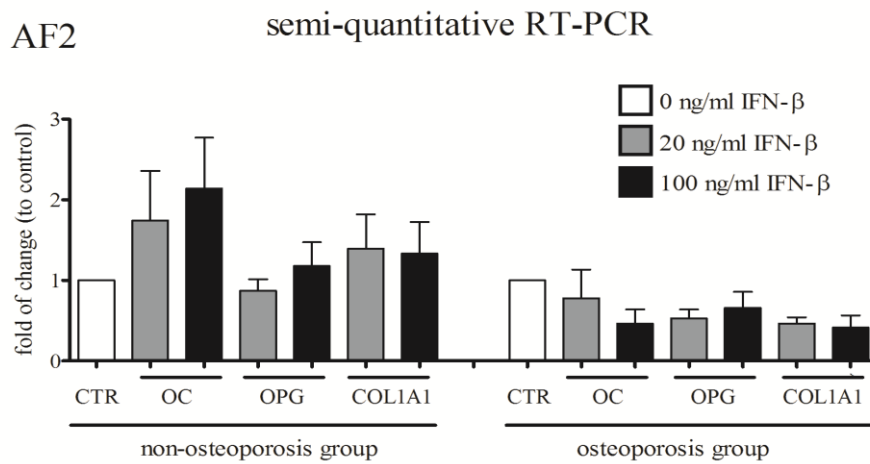 AF2
semi-quantitative RT-PCR
0 ng/ml IFN-β
20 ng/ml IFN-β
100 ng/ml IFN-β
fold of change (to control)
3
2
1
0
CTR OC OPG COL1A1 CTR OC OPG COL1A1
non-osteoporosis group osteoporosis group